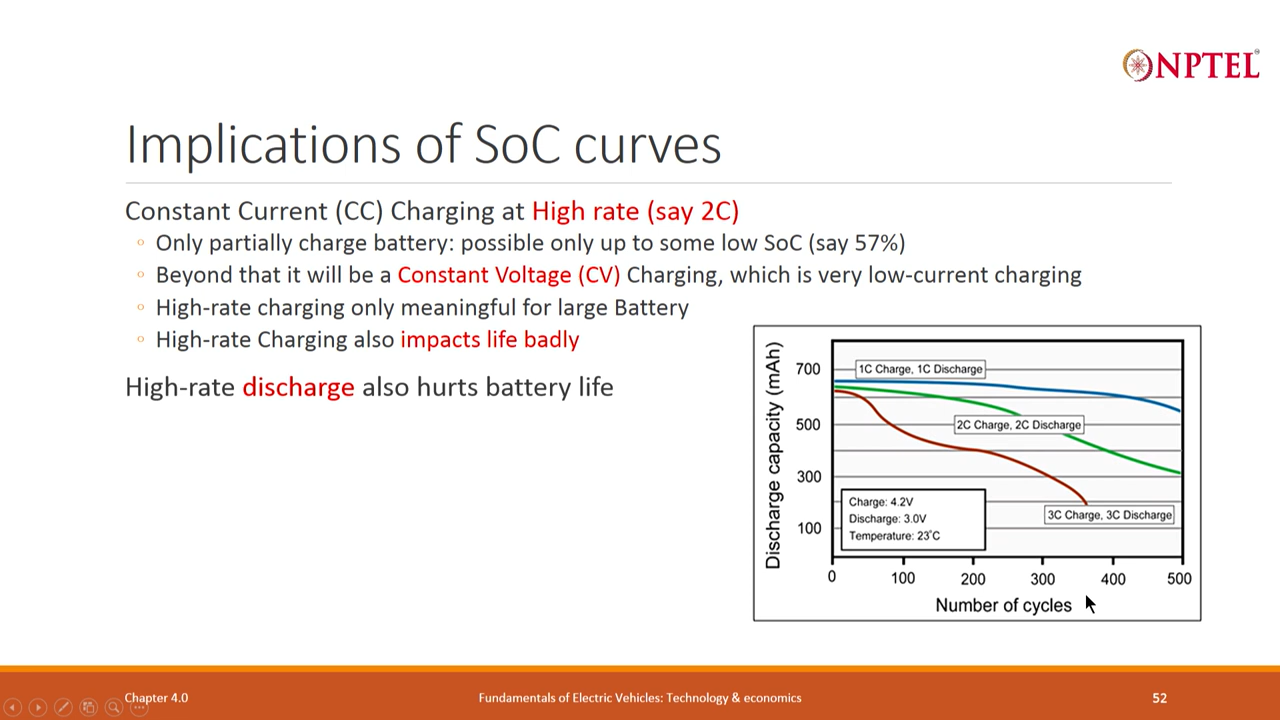 NPTEL
Implications of SoC curves
Constant Current (CC) Charging at High rate (say 2C)
Only partially charge battery: possible only up to some low SoC (say 57%)
Beyond that it will be a Constant Voltage (CV) Charging, which is very low-current charging
High-rate charging only meaningful for large Battery
High-rate Charging also impacts life badly
High-rate discharge also hurts battery life
Discharge capacity (mAh)
700
500
300
100
1C Charge, 1C Discharge
2C Charge, 2C Discharge
3C Charge, 3C Discharge
Charge: 4.2V
Discharge: 3.0V
Temperature: 23°C
0 100 200 300 400 500
Number of cycles
Chapter 4.0
Fundamentals of Electric Vehicles: Technology & economics
52